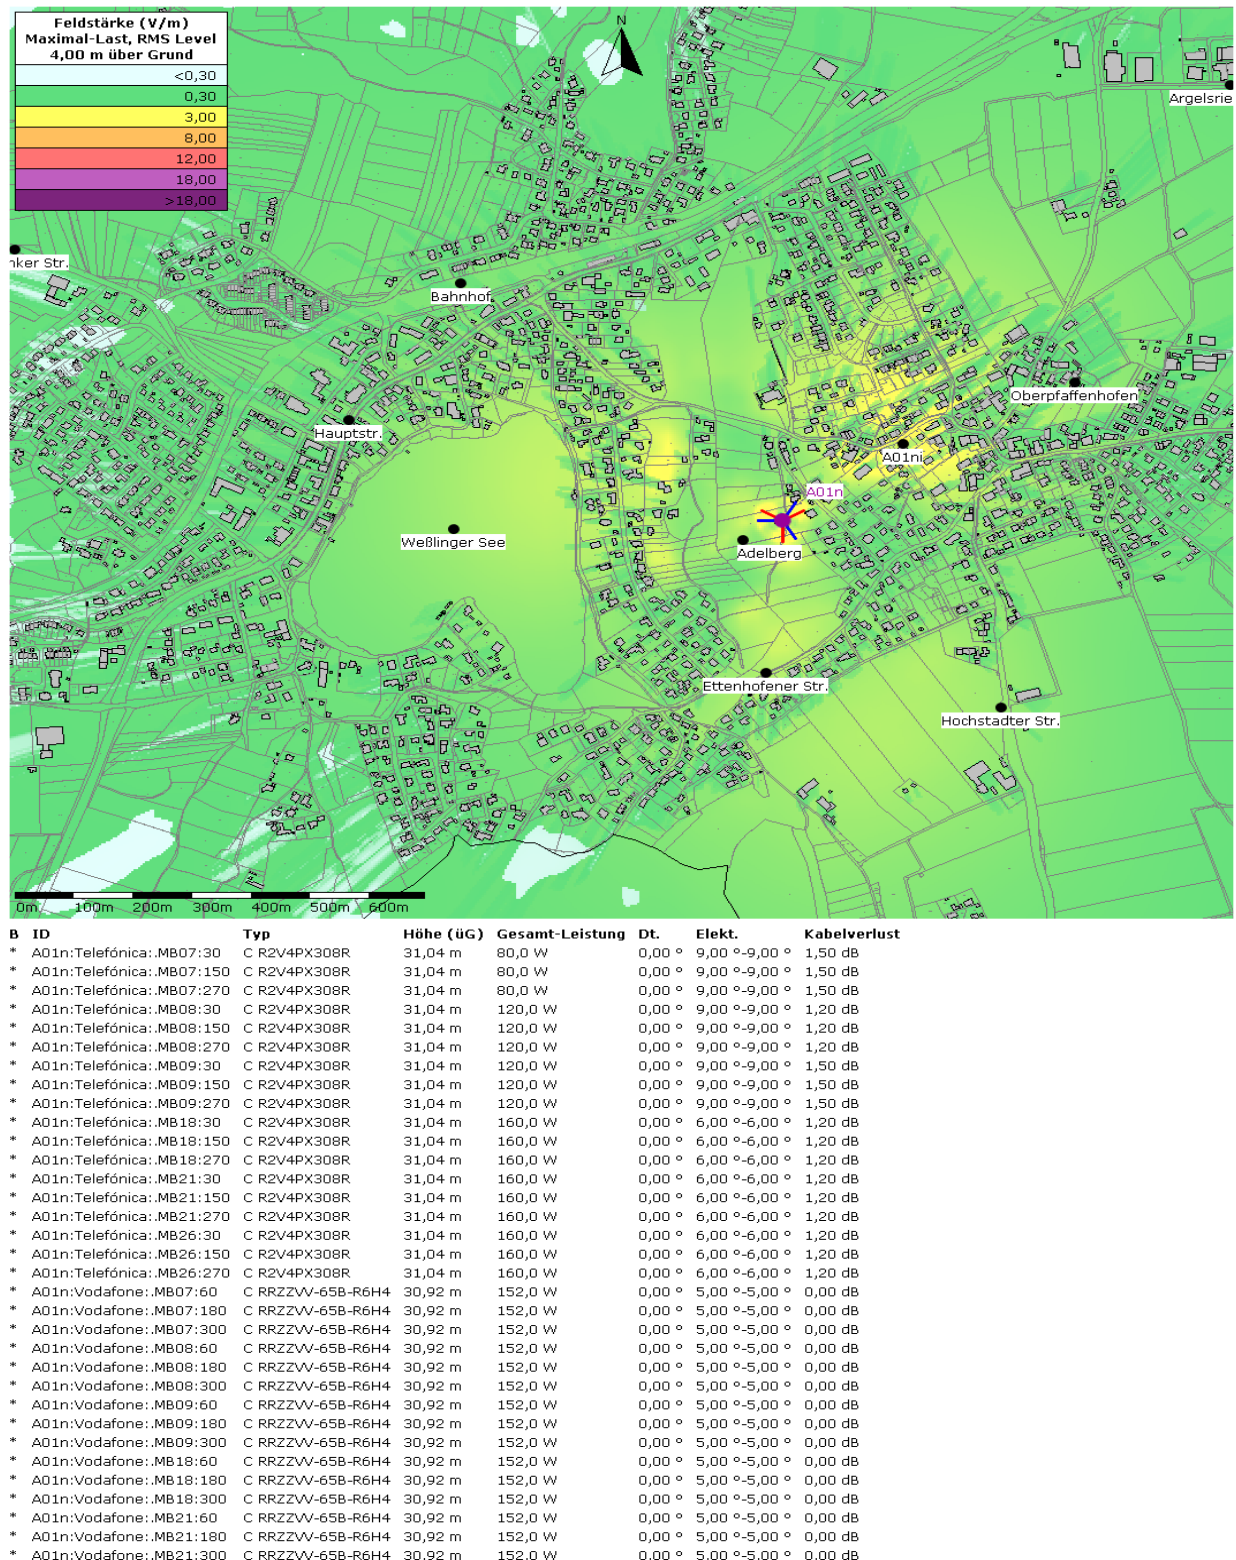 Feldstärke (V/m)
Maximal-Last, RMS Level
4,00 m über Grund
<0,30
0,30
3,00
8,00
12,00
18,00
>18,00
N
Argelsrie
nker Str.
Bahnhof
Oberpfaffenhofen
Hauptstr.
A01ni
A01n
Weßlinger See
Adelberg
Ettenhofener Str.
Hochstadter Str.
0m 100m 200m 300m 400m 500m 600m
B ID Typ Höhe (üG) Gesamt-Leistung Dt. Elekt. Kabelverlust
* A01n:Telefónica:.MB07:30 C R2V4PX308R 31,04 m 80,0 W 0,00 ° 9,00 °-9,00 ° 1,50 dB
* A01n:Telefónica:.MB07:150 C R2V4PX308R 31,04 m 80,0 W 0,00 ° 9,00 °-9,00 ° 1,50 dB
* A01n:Telefónica:.MB07:270 C R2V4PX308R 31,04 m 80,0 W 0,00 ° 9,00 °-9,00 ° 1,50 dB
* A01n:Telefónica:.MB08:30 C R2V4PX308R 31,04 m 120,0 W 0,00 ° 9,00 °-9,00 ° 1,20 dB
* A01n:Telefónica:.MB08:150 C R2V4PX308R 31,04 m 120,0 W 0,00 ° 9,00 °-9,00 ° 1,20 dB
* A01n:Telefónica:.MB08:270 C R2V4PX308R 31,04 m 120,0 W 0,00 ° 9,00 °-9,00 ° 1,20 dB
* A01n:Telefónica:.MB09:30 C R2V4PX308R 31,04 m 120,0 W 0,00 ° 9,00 °-9,00 ° 1,50 dB
* A01n:Telefónica:.MB09:150 C R2V4PX308R 31,04 m 120,0 W 0,00 ° 9,00 °-9,00 ° 1,50 dB
* A01n:Telefónica:.MB09:270 C R2V4PX308R 31,04 m 120,0 W 0,00 ° 9,00 °-9,00 ° 1,50 dB
* A01n:Telefónica:.MB18:30 C R2V4PX308R 31,04 m 160,0 W 0,00 ° 6,00 °-6,00 ° 1,20 dB
* A01n:Telefónica:.MB18:150 C R2V4PX308R 31,04 m 160,0 W 0,00 ° 6,00 °-6,00 ° 1,20 dB
* A01n:Telefónica:.MB18:270 C R2V4PX308R 31,04 m 160,0 W 0,00 ° 6,00 °-6,00 ° 1,20 dB
* A01n:Telefónica:.MB21:30 C R2V4PX308R 31,04 m 160,0 W 0,00 ° 6,00 °-6,00 ° 1,20 dB
* A01n:Telefónica:.MB21:150 C R2V4PX308R 31,04 m 160,0 W 0,00 ° 6,00 °-6,00 ° 1,20 dB
* A01n:Telefónica:.MB21:270 C R2V4PX308R 31,04 m 160,0 W 0,00 ° 6,00 °-6,00 ° 1,20 dB
* A01n:Telefónica:.MB26:30 C R2V4PX308R 31,04 m 160,0 W 0,00 ° 6,00 °-6,00 ° 1,20 dB
* A01n:Telefónica:.MB26:150 C R2V4PX308R 31,04 m 160,0 W 0,00 ° 6,00 °-6,00 ° 1,20 dB
* A01n:Telefónica:.MB26:270 C R2V4PX308R 31,04 m 160,0 W 0,00 ° 6,00 °-6,00 ° 1,20 dB
* A01n:Vodafone:.MB07:60 C RRZZVV-65B-R6H4 30,92 m 152,0 W 0,00 ° 5,00 °-5,00 ° 0,00 dB
* A01n:Vodafone:.MB07:180 C RRZZVV-65B-R6H4 30,92 m 152,0 W 0,00 ° 5,00 °-5,00 ° 0,00 dB
* A01n:Vodafone:.MB07:300 C RRZZVV-65B-R6H4 30,92 m 152,0 W 0,00 ° 5,00 °-5,00 ° 0,00 dB
* A01n:Vodafone:.MB08:60 C RRZZVV-65B-R6H4 30,92 m 152,0 W 0,00 ° 5,00 °-5,00 ° 0,00 dB
* A01n:Vodafone:.MB08:180 C RRZZVV-65B-R6H4 30,92 m 152,0 W 0,00 ° 5,00 °-5,00 ° 0,00 dB
* A01n:Vodafone:.MB08:300 C RRZZVV-65B-R6H4 30,92 m 152,0 W 0,00 ° 5,00 °-5,00 ° 0,00 dB
* A01n:Vodafone:.MB09:60 C RRZZVV-65B-R6H4 30,92 m 152,0 W 0,00 ° 5,00 °-5,00 ° 0,00 dB
* A01n:Vodafone:.MB09:180 C RRZZVV-65B-R6H4 30,92 m 152,0 W 0,00 ° 5,00 °-5,00 ° 0,00 dB
* A01n:Vodafone:.MB09:300 C RRZZVV-65B-R6H4 30,92 m 152,0 W 0,00 ° 5,00 °-5,00 ° 0,00 dB
* A01n:Vodafone:.MB18:60 C RRZZVV-65B-R6H4 30,92 m 152,0 W 0,00 ° 5,00 °-5,00 ° 0,00 dB
* A01n:Vodafone:.MB18:180 C RRZZVV-65B-R6H4 30,92 m 152,0 W 0,00 ° 5,00 °-5,00 ° 0,00 dB
* A01n:Vodafone:.MB18:300 C RRZZVV-65B-R6H4 30,92 m 152,0 W 0,00 ° 5,00 °-5,00 ° 0,00 dB
* A01n:Vodafone:.MB21:60 C RRZZVV-65B-R6H4 30,92 m 152,0 W 0,00 ° 5,00 °-5,00 ° 0,00 dB
* A01n:Vodafone:.MB21:180 C RRZZVV-65B-R6H4 30,92 m 152,0 W 0,00 ° 5,00 °-5,00 ° 0,00 dB
* A01n:Vodafone:.MB21:300 C RRZZVV-65B-R6H4 30,92 m 152,0 W 0,00 ° 5,00 °-5,00 ° 0,00 dB